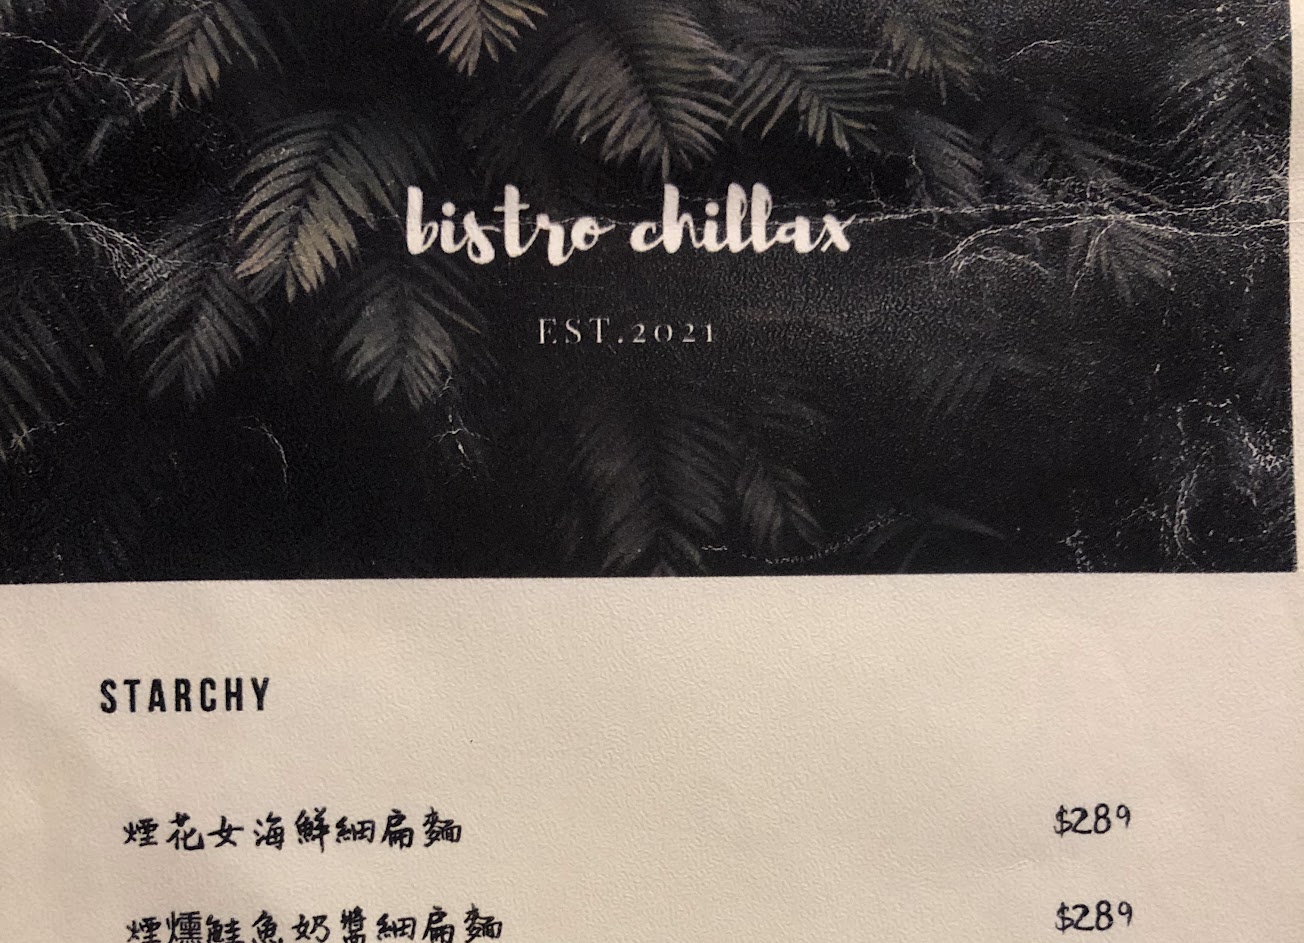 bistro chillax
EST.2021
STARCHY
煙花女海鮮細扁麵 $289
煙燻鮭魚奶醬細扁麵 $289